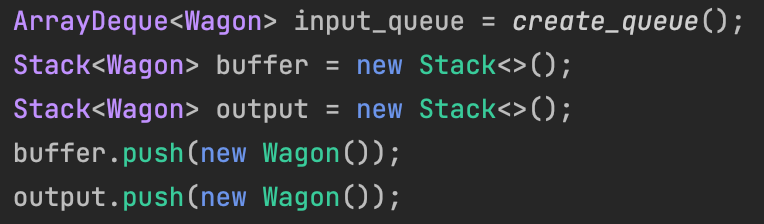 ArrayDeque<Wagon> input_queue = create_queue();
Stack<Wagon> buffer = new Stack<>();
Stack<Wagon> output = new Stack<>();
buffer.push(new Wagon());
output.push(new Wagon());